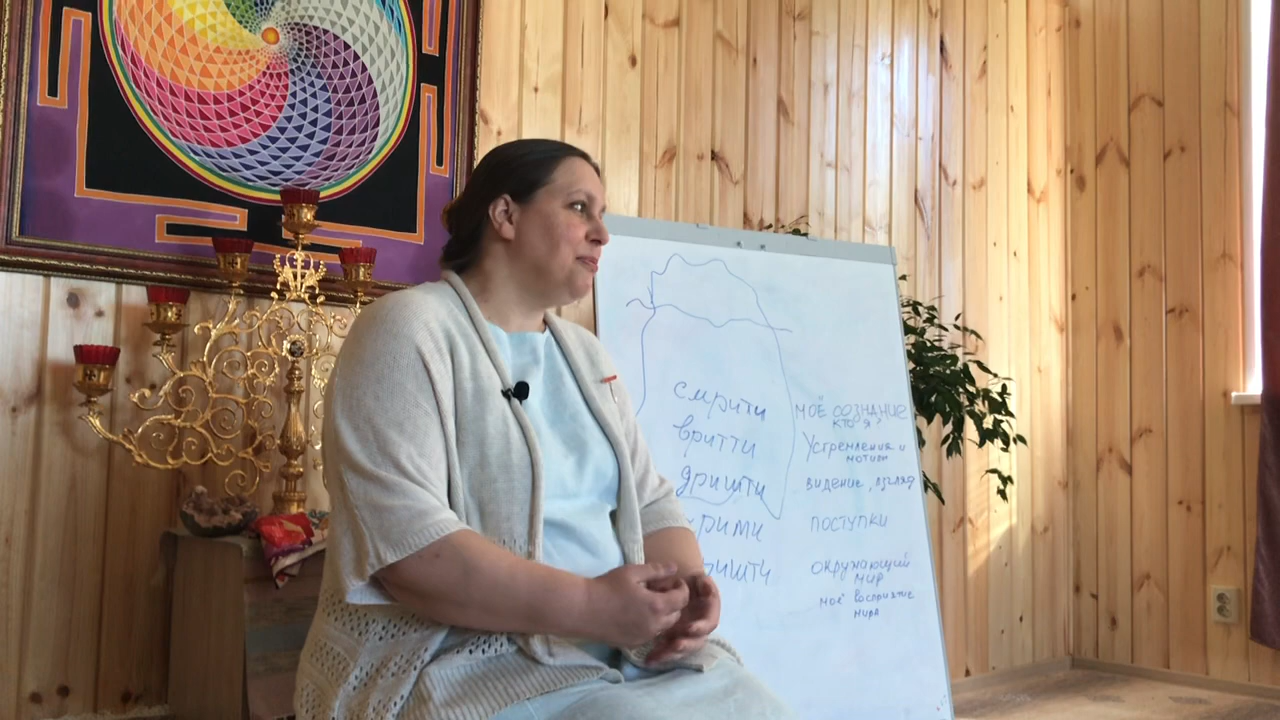 смрити моё сознание
кто я?
вритти Устремления и
мотивы
дришти видение, взгляд
поступки
окружающий
мир
моё восприятие
мира